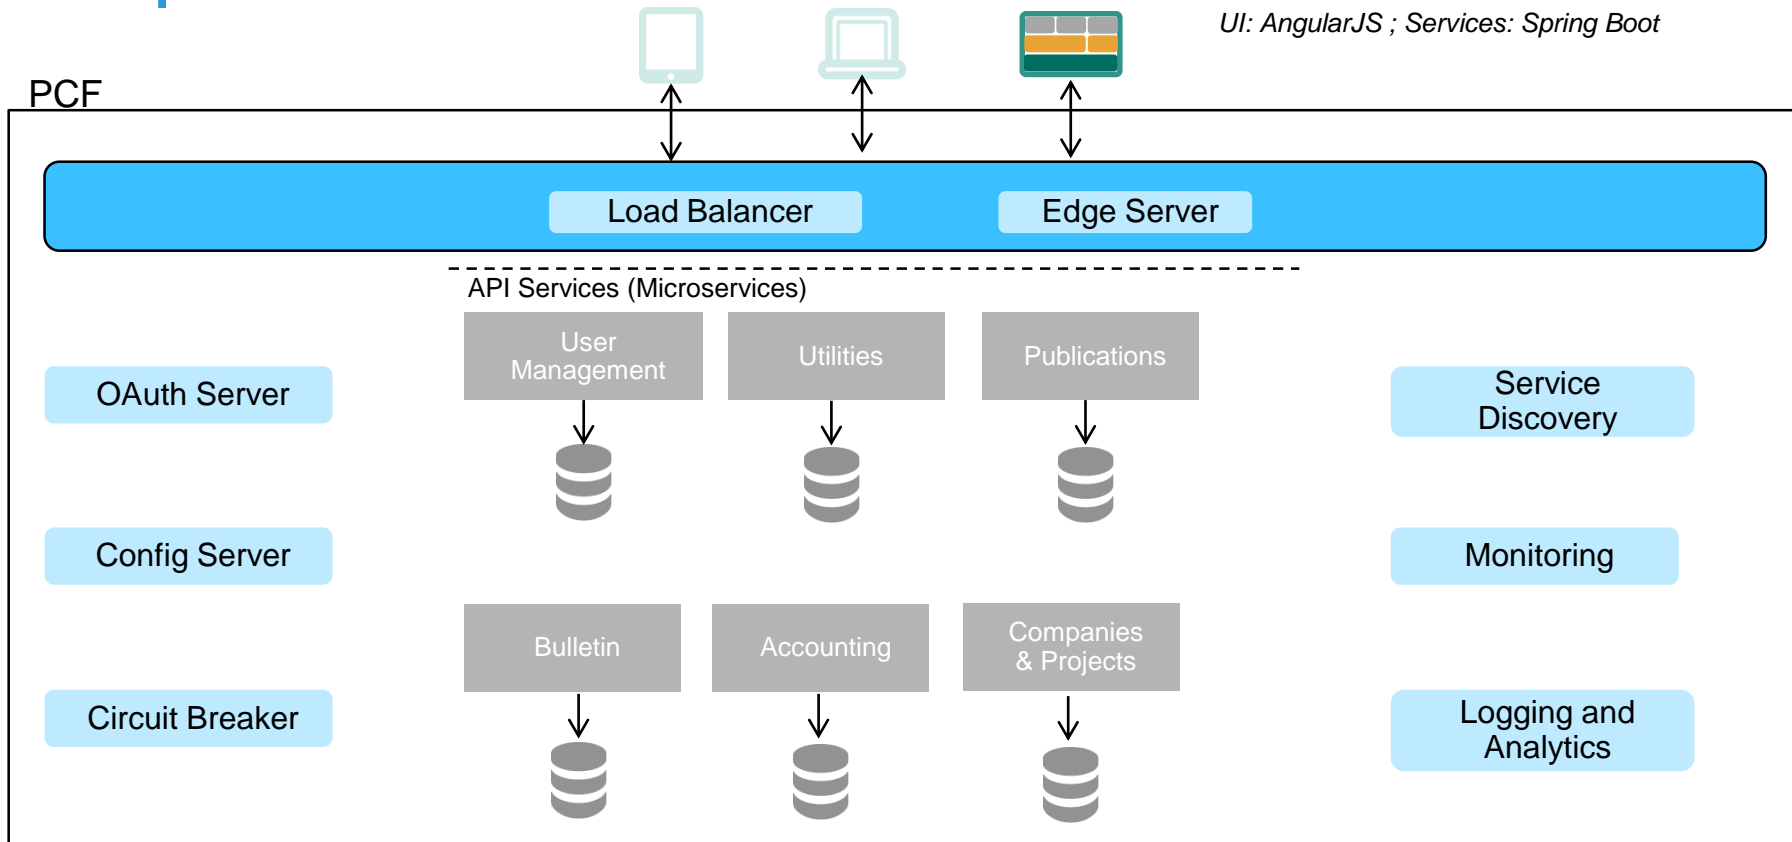 UI: AngularJS ; Services: Spring Boot
PCF
Load Balancer
Edge Server
API Services (Microservices)
User
Management
Utilities
Publications
OAuth Server
Service
Discovery
Config Server
Monitoring
Bulletin
Accounting
Companies
& Projects
Circuit Breaker
Logging and
Analytics